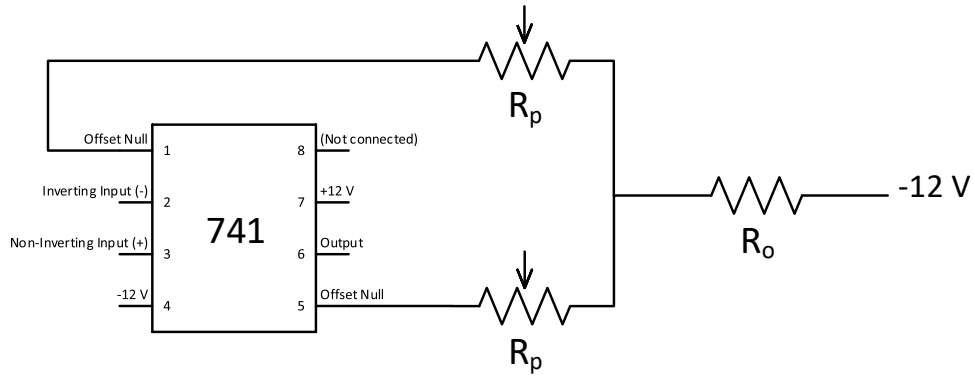 Rp
Offset Null
1
8
(Not connected)
Inverting Input (-)
2
7
+12 V
741
Non-Inverting Input (+)
3
6
Output
-12 V
4
5
Offset Null
Rp
Ro
-12 V